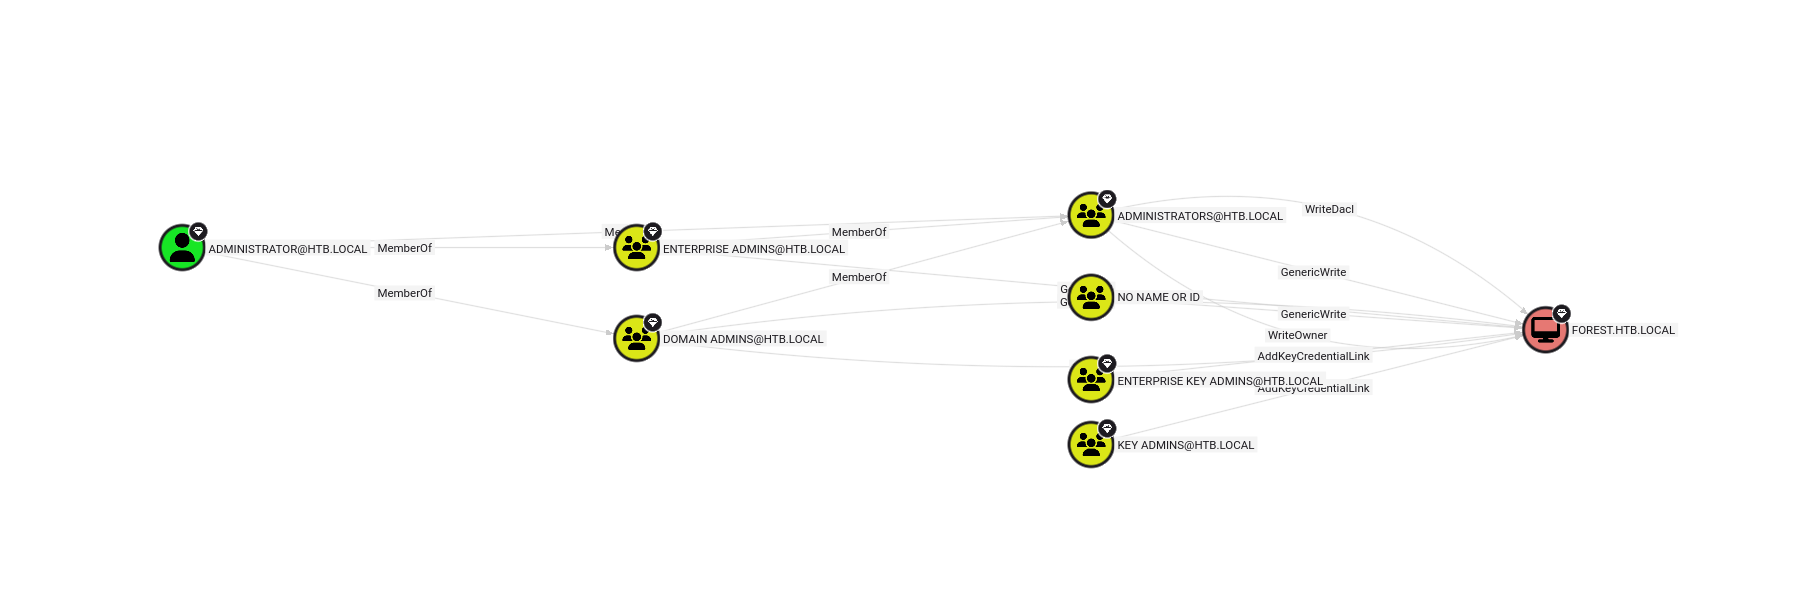 ADMINISTRATOR@HTB.LOCAL
MemberOf
MemberOf
ENTERPRISE ADMINS@HTB.LOCAL
DOMAIN ADMINS@HTB.LOCAL
MemberOf
MemberOf
ADMINISTRATORS@HTB.LOCAL
NO NAME OR ID
ENTERPRISE KEY ADMINS@HTB.LOCAL
KEY ADMINS@HTB.LOCAL
WriteDacl
GenericWrite
GenericWrite
WriteOwner
AddKeyCredentialLink
AddKeyCredentialLink
FOREST.HTB.LOCAL